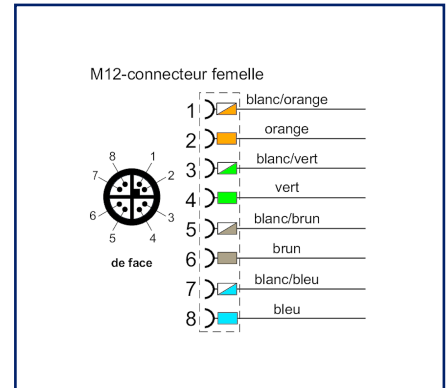 M12-connecteur femelle
1 blanc/orange
2 orange
3 blanc/vert
4 vert
5 blanc/brun
6 brun
7 blanc/bleu
8 bleu
8 1
7 2
6 3
5 4
de face